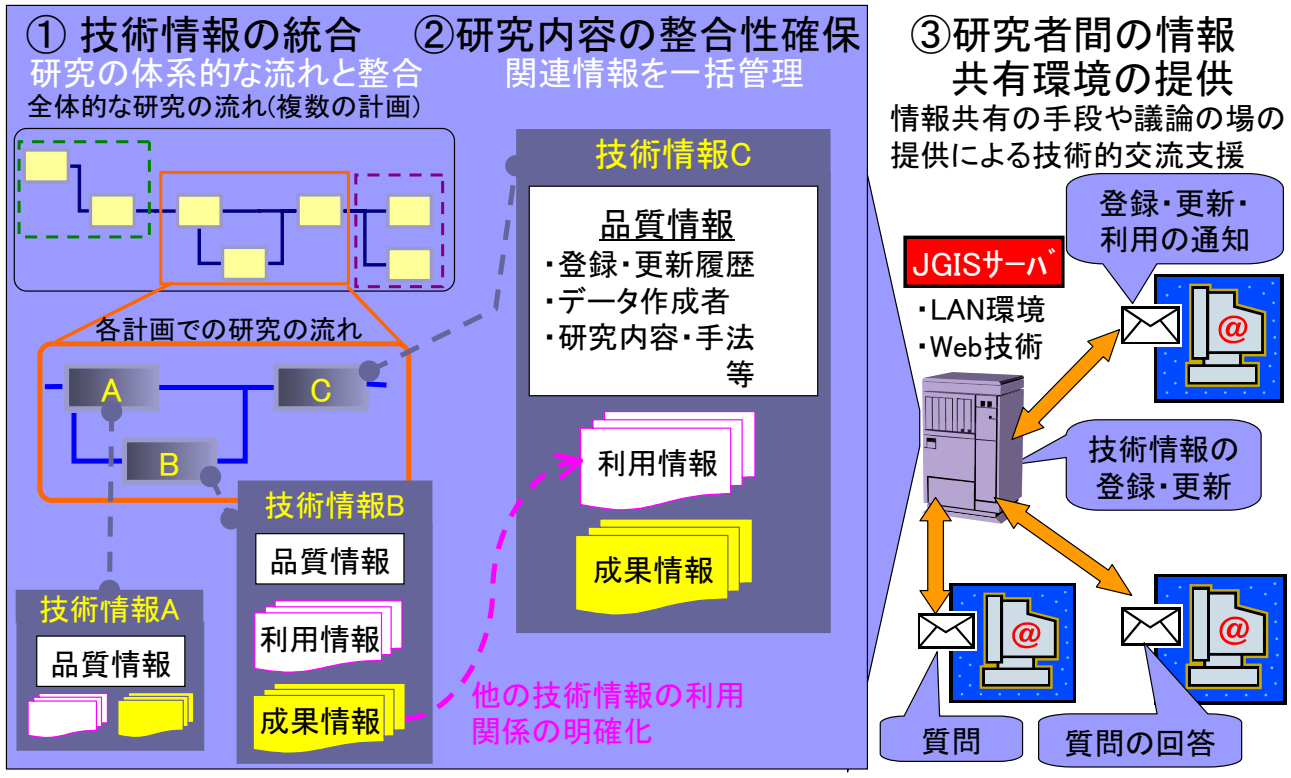 ① 技術情報の統合
研究の体系的な流れと整合
全体的な研究の流れ(複数の計画)
各計画での研究の流れ
A
C
B
技術情報A
品質情報
技術情報B
品質情報
利用情報
成果情報
②研究内容の整合性確保
関連情報を一括管理
技術情報C
品質情報
・登録・更新履歴
・データ作成者
・研究内容・手法
等
利用情報
成果情報
他の技術情報の利用
関係の明確化
③研究者間の情報
共有環境の提供
情報共有の手段や議論の場の
提供による技術的交流支援
登録・更新・
利用の通知
JGISサーバ
・LAN環境
・Web技術
@
技術情報の
登録・更新
@
@
質問
質問の回答